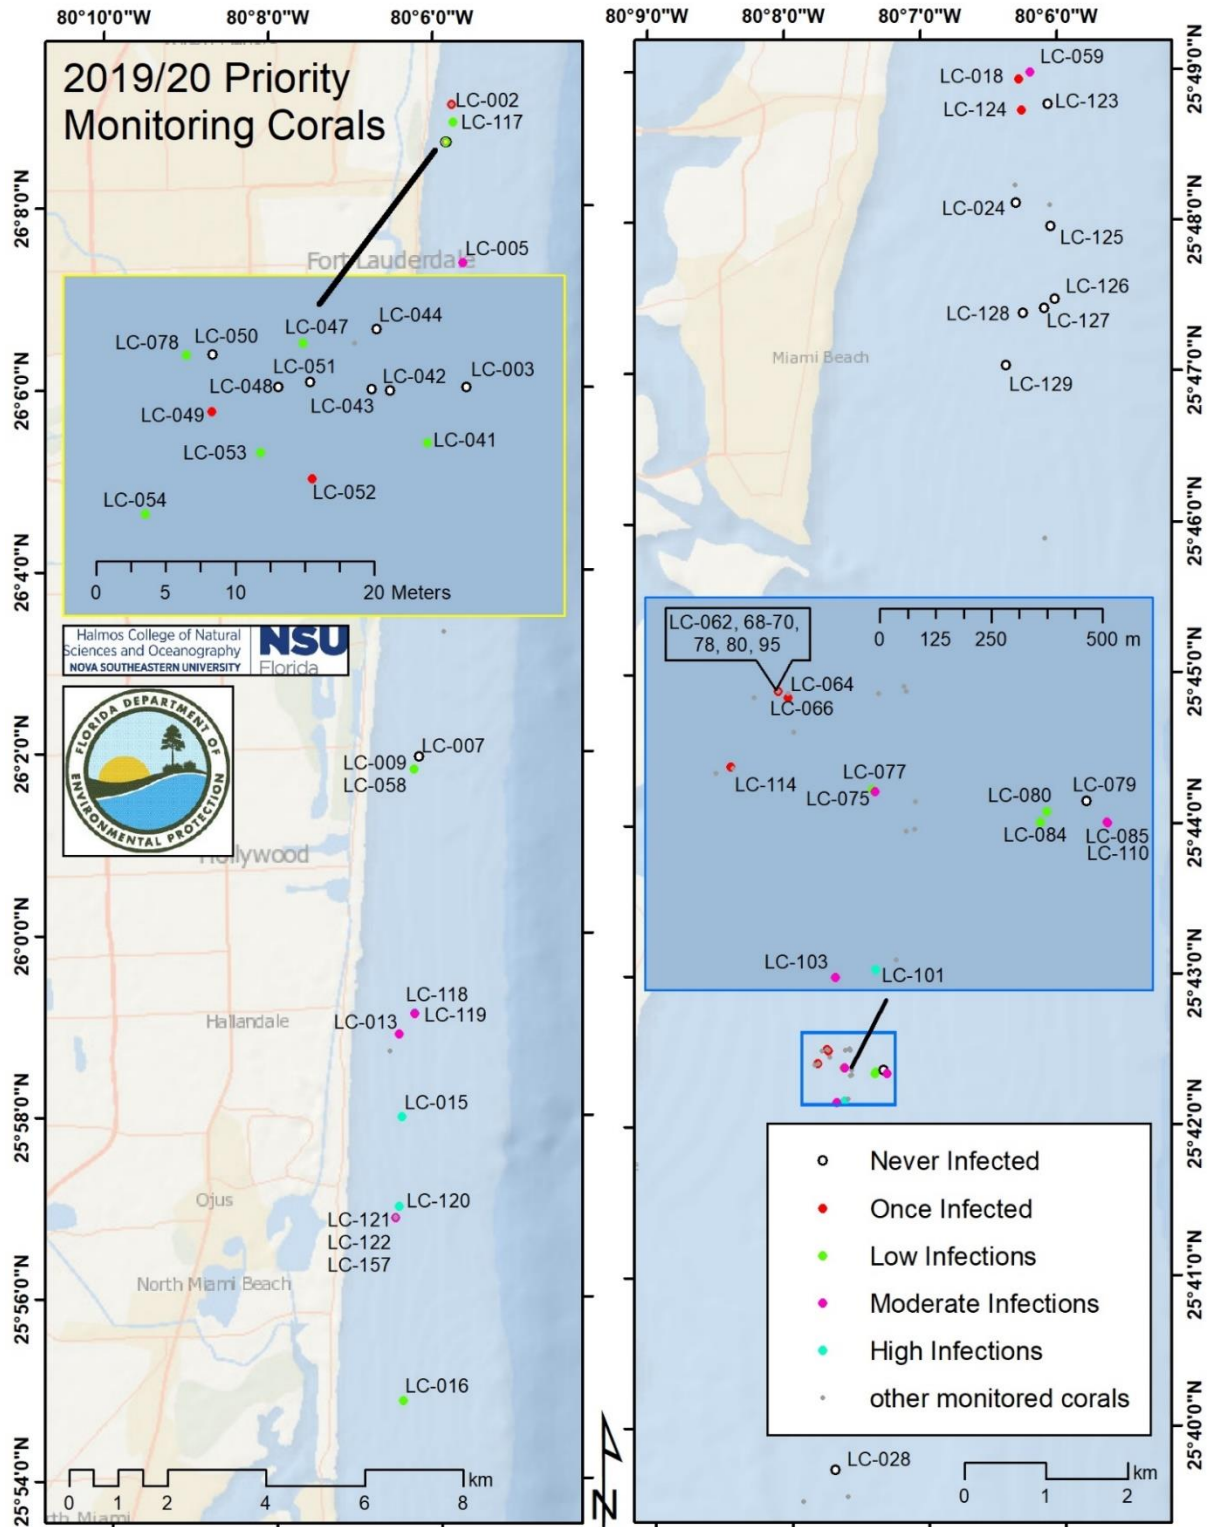 80°10'0"W 80°8'0"W 80°6'0"W
80°9'0"W 80°8'0"W 80°7'0"W 80°6'0"W
2019/20 Priority
Monitoring Corals
LC-002
LC-117
26°8'0"N
Fort Lauderdale
LC-005
LC-044
LC-047
LC-050
LC-078
LC-051
LC-048
LC-042
LC-003
LC-043
LC-049
LC-053
LC-041
LC-052
LC-054
0 5 10 20 Meters
26°6'0"N
26°4'0"N
Halmos College of Natural
Sciences and Oceanography
NOVA SOUTHEASTERN UNIVERSITY
NSU
Florida
FLORIDA DEPARTMENT OF
ENVIRONMENTAL PROTECTION
26°2'0"N
LC-007
LC-009
LC-058
Hollywood
26°0'0"N
LC-118
LC-119
LC-013
Hallandale
25°58'0"N
LC-015
Ojus
LC-120
LC-121
LC-122
LC-157
North Miami Beach
25°56'0"N
LC-016
25°54'0"N
km
0 1 2 4 6 8
rth Miami
N
LC-059
LC-018
LC-123
LC-124
25°49'0"N
LC-024
LC-125
25°48'0"N
LC-126
LC-128
LC-127
Miami Beach
LC-129
25°47'0"N
25°46'0"N
LC-062, 68-70,
78, 80, 95
0 125 250 500 m
LC-064
LC-066
25°45'0"N
LC-114
LC-077
LC-075
LC-080
LC-079
LC-084
LC-085
LC-110
25°44'0"N
LC-103
LC-101
25°43'0"N
25°42'0"N
Never Infected
Once Infected
Low Infections
Moderate Infections
High Infections
other monitored corals
25°41'0"N
25°40'0"N
LC-028
km
0 1 2